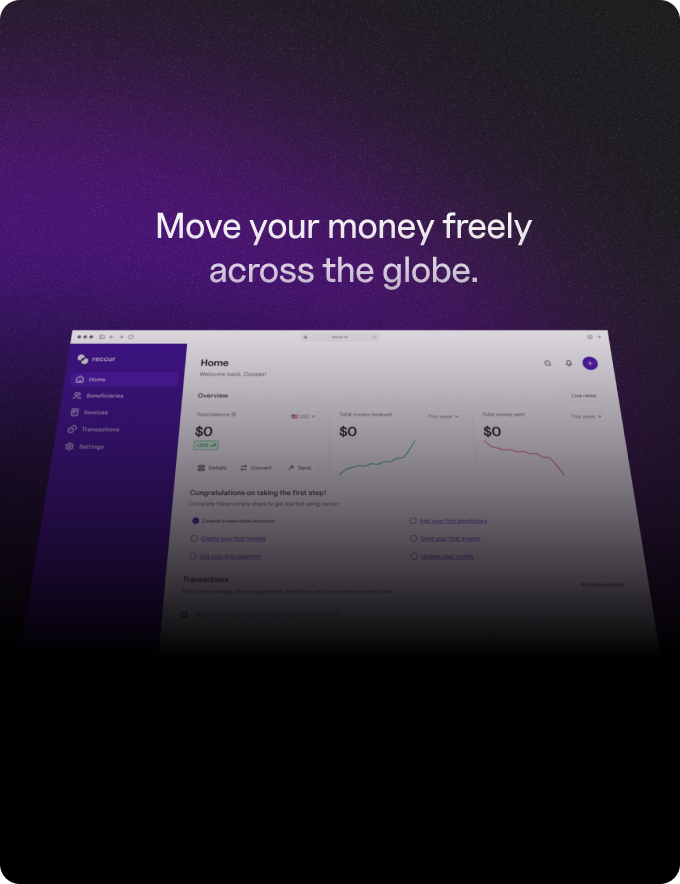 Move your money freely
across the globe.
reccur
Home
Beneficiaries
Invoices
Transactions
Settings
Home
Welcome back, Cooper!
Overview
Live rates
Total balance
USD
$0
Details
Convert
Send
Total money received
This week
$0
Total money sent
This week
$0
Congratulations on taking the first step!
Complete these simple steps to get started using reccur.
Create a new bank account
Add your first beneficiary
Create your first invoice
Send your first invoice
Get your first payment
Update your profile
Transactions
All transactions